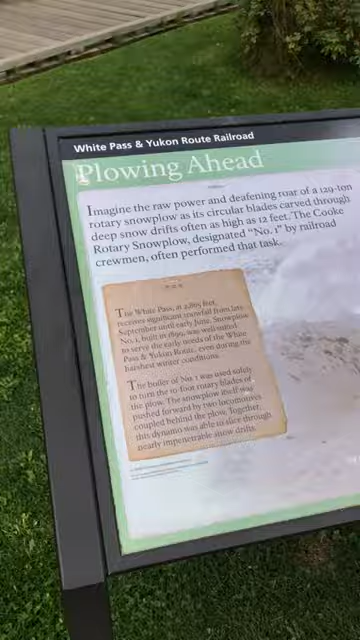 White Pass & Yukon Route Railroad
Plowing Ahead
Imagine the raw power and deafening roar of a 129-ton
rotary snowplow as its circular blades carved through
deep snow drifts often as high as 12 feet. The Cooke
Rotary Snowplow, designated "No. 1" by railroad
crewmen, often performed that task.
The White Pass, at 2,865 feet,
receives significant snowfall from late
September until early June. Snowplow
No. 1, built in 1899, was well suited
to serve the early needs of the White
Pass & Yukon Route, even during the
harshest winter conditions.
The boiler of No. 1 was used solely
to turn the 10-foot rotary blades of
the plow. The snowplow itself was
pushed forward by two locomotives
coupled behind the plow. Together,
this dynamo was able to slice through
nearly impenetrable snow drifts.